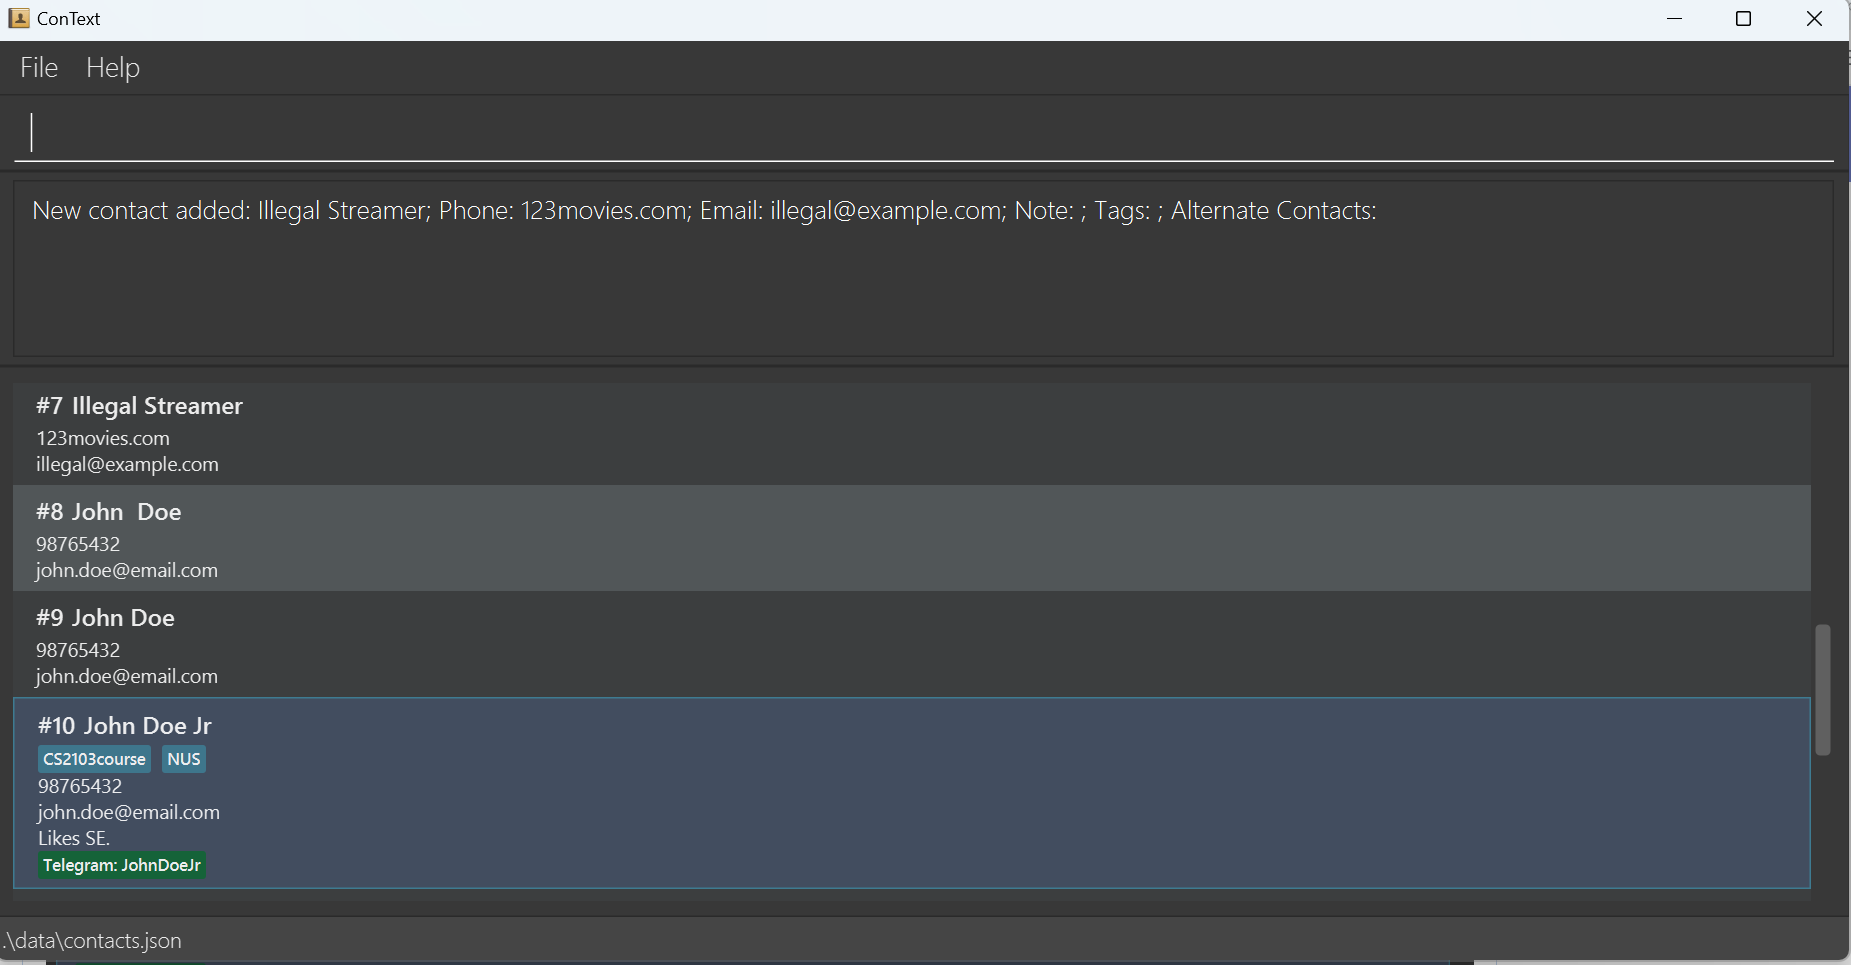 ConText
File Help
New contact added: Illegal Streamer; Phone: 123movies.com; Email: illegal@example.com; Note: ; Tags: ; Alternate Contacts:
#7 Illegal Streamer
123movies.com
illegal@example.com
#8 John  Doe
98765432
john.doe@email.com
#9 John Doe
98765432
john.doe@email.com
#10 John Doe Jr
CS2103course NUS
98765432
john.doe@email.com
Likes SE.
Telegram: JohnDoeJr
.\data\contacts.json